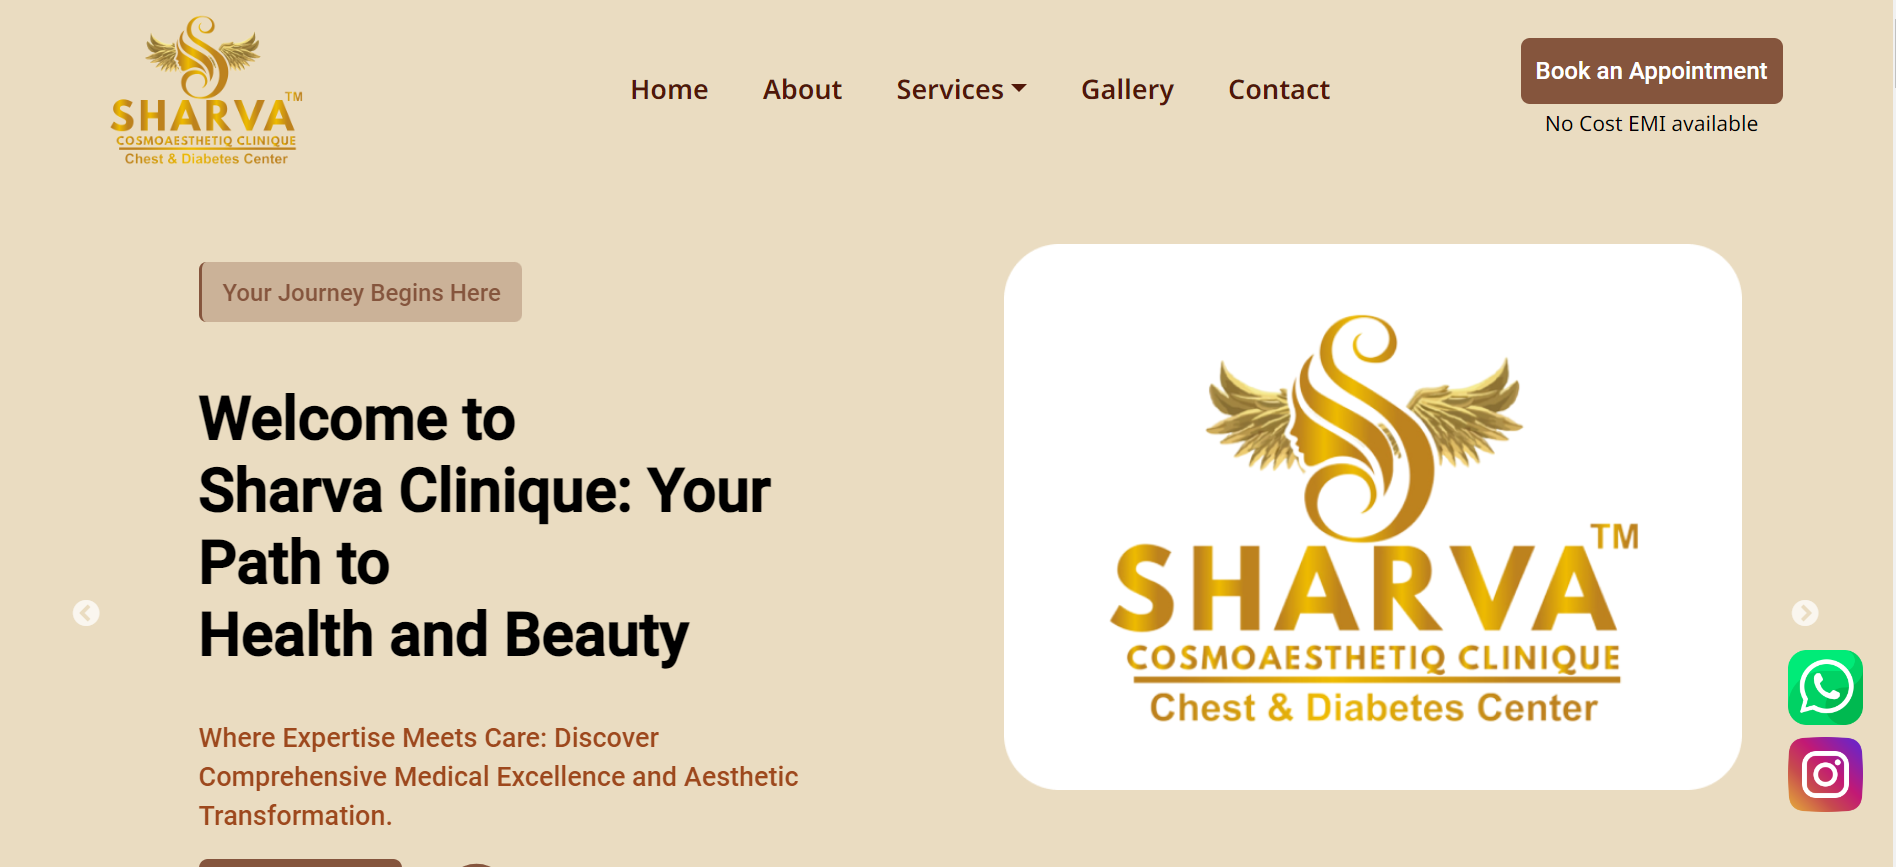 SHARVA™
COSMOAESTHETIQ CLINIQUE
Chest & Diabetes Center
Home
About
Services
Gallery
Contact
Book an Appointment
No Cost EMI available
Your Journey Begins Here
Welcome to
Sharva Clinique: Your
Path to
Health and Beauty
Where Expertise Meets Care: Discover
Comprehensive Medical Excellence and Aesthetic
Transformation.
SHARVA™
COSMOAESTHETIQ CLINIQUE
Chest & Diabetes Center